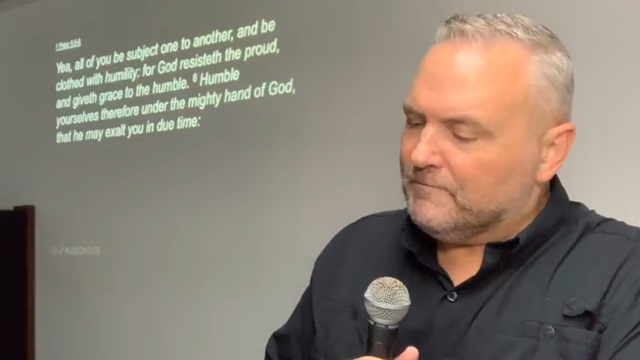 1 Peter 5:5-6
Yea, all of you be subject one to another, and be
clothed with humility: for God resisteth the proud,
and giveth grace to the humble. 6 Humble
yourselves therefore under the mighty hand of God,
that he may exalt you in due time: